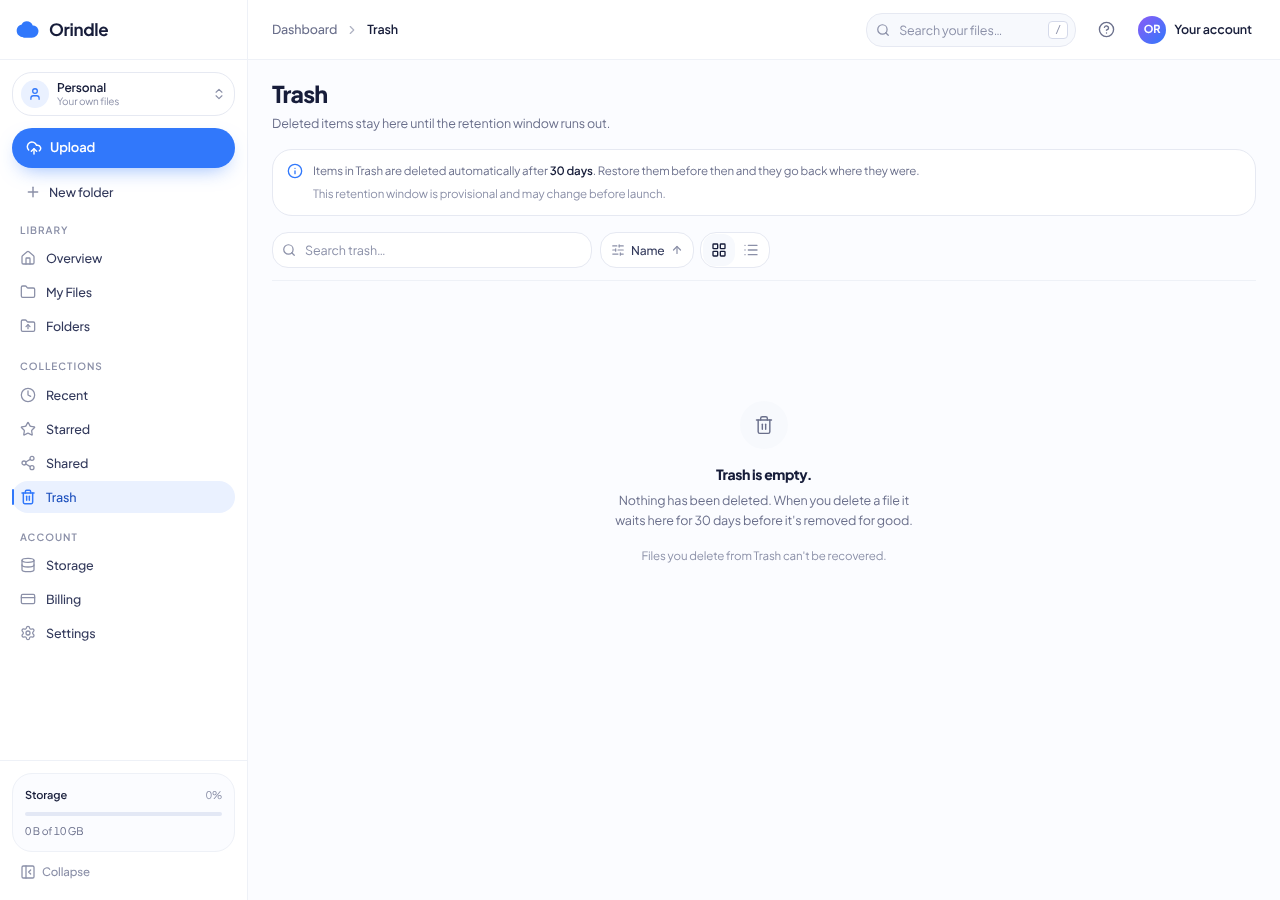 Orindle
Dashboard
Trash
Search your files...
/
OR
Your account
Personal
Your own files
Upload
New folder
LIBRARY
Overview
My Files
Folders
COLLECTIONS
Recent
Starred
Shared
Trash
ACCOUNT
Storage
Billing
Settings
Storage
0%
0 B of 10 GB
Collapse
Trash
Deleted items stay here until the retention window runs out.
Items in Trash are deleted automatically after 30 days. Restore them before then and they go back where they were.
This retention window is provisional and may change before launch.
Search trash...
Name
Trash is empty.
Nothing has been deleted. When you delete a file it
waits here for 30 days before it's removed for good.
Files you delete from Trash can't be recovered.